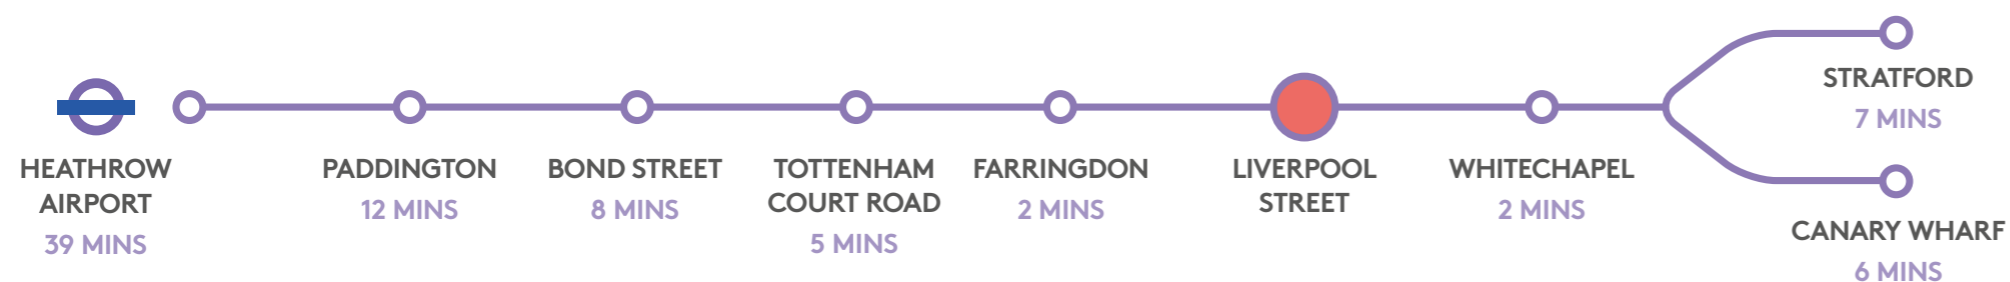 HEATHROW
AIRPORT
39 MINS
PADDINGTON
12 MINS
BOND STREET
8 MINS
TOTTENHAM
COURT ROAD
5 MINS
FARRINGDON
2 MINS
LIVERPOOL
STREET
WHITECHAPEL
2 MINS
STRATFORD
7 MINS
CANARY WHARF
6 MINS